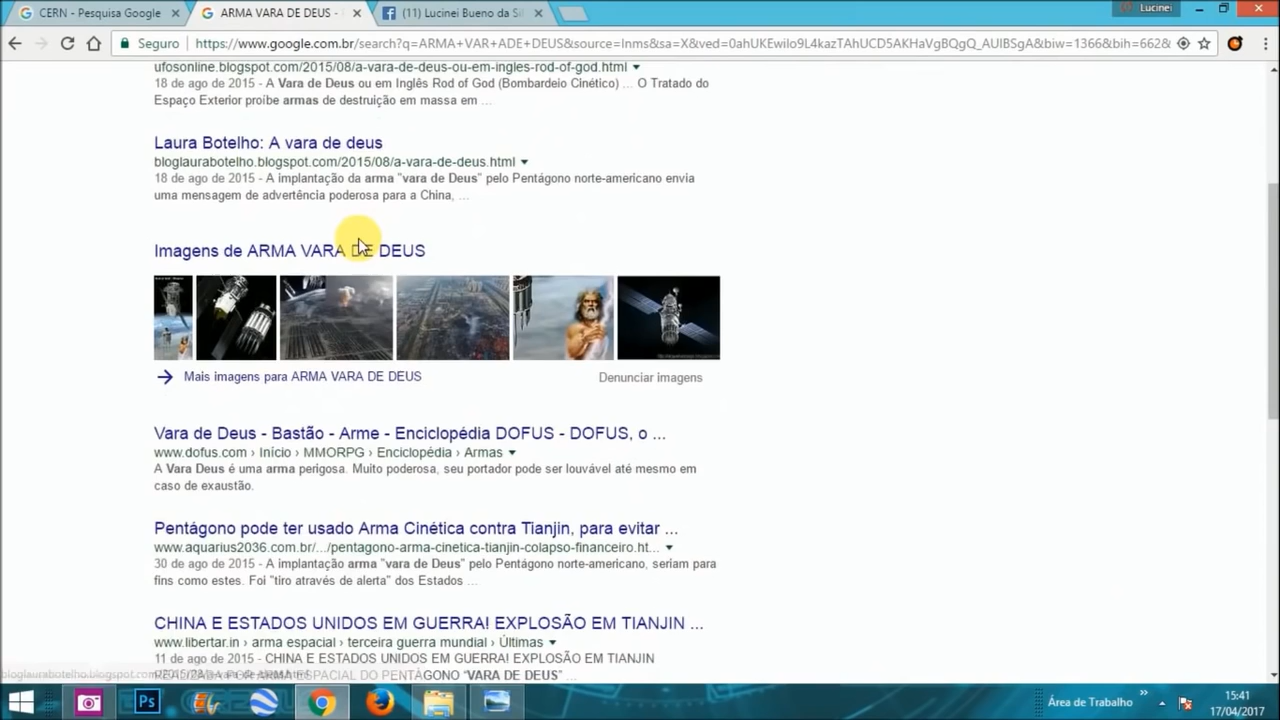 CERN - Pesquisa Google
ARMA VARA DE DEUS -
(11) Lucinei Bueno da Sil
Lucinei
Seguro
https://www.google.com.br/search?q=ARMA+VAR+ADE+DEUS&source=lnms&sa=X&ved=0ahUKEwilo9L4kazTAhUCD5AKHaVgBQgQ_AUIBSgA&biw=1366&bih=662&
ufosonline.blogspot.com/2015/08/a-vara-de-deus-ou-em-ingles-rod-of-god.html
18 de ago de 2015 - A Vara de Deus ou em Inglês Rod of God (Bombardeio Cinético) ... O Tratado do
Espaço Exterior proíbe armas de destruição em massa em ...
Laura Botelho: A vara de deus
bloglaurabotelho.blogspot.com/2015/08/a-vara-de-deus.html
18 de ago de 2015 - A implantação da arma "vara de Deus" pelo Pentágono norte-americano envia
uma mensagem de advertência poderosa para a China, ...
Imagens de ARMA VARA DE DEUS
Mais imagens para ARMA VARA DE DEUS
Denunciar imagens
Vara de Deus - Bastão - Arme - Enciclopédia DOFUS - DOFUS, o ...
www.dofus.com › Início › MMORPG › Enciclopédia › Armas
A Vara Deus é uma arma perigosa. Muito poderosa, seu portador pode ser louvável até mesmo em
caso de exaustão.
Pentágono pode ter usado Arma Cinética contra Tianjin, para evitar ...
www.aquarius2036.com.br/.../pentagono-arma-cinetica-tianjin-colapso-financeiro.ht...
30 de ago de 2015 - A implantação arma "vara de Deus" pelo Pentágono norte-americano, seriam para
fins como estes. Foi "tiro através de alerta" dos Estados ...
CHINA E ESTADOS UNIDOS EM GUERRA! EXPLOSÃO EM TIANJIN ...
www.libertar.in › arma espacial › terceira guerra mundial › Últimas
11 de ago de 2015 - CHINA E ESTADOS UNIDOS EM GUERRA! EXPLOSÃO EM TIANJIN
REALIZADA POR ARMA ESPACIAL DO PENTÁGONO "VARA DE DEUS" ...
Ps
Área de Trabalho
15:41
17/04/2017